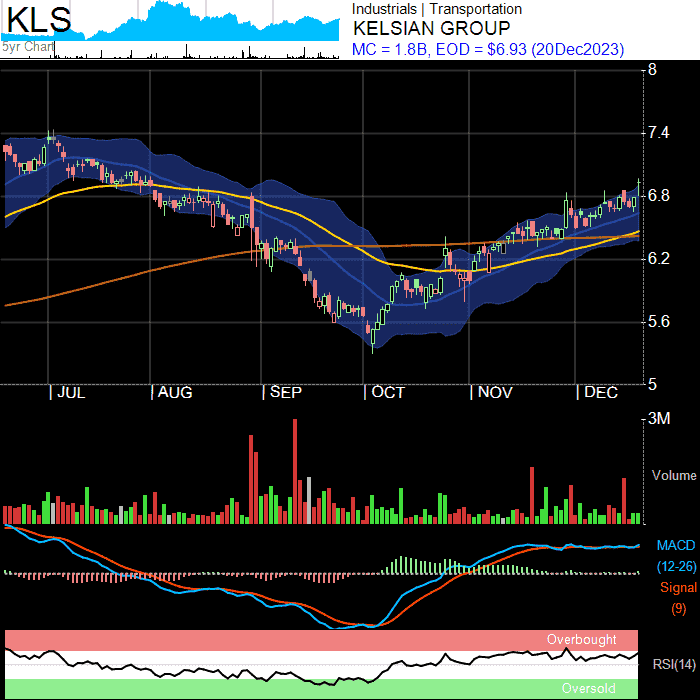 KLS
5yr Chart
Industrials | Transportation
KELSIAN GROUP
MC = 1.8B, EOD = $6.93 (20Dec2023)
8
7.4
6.8
6.2
5.6
5
| JUL | AUG | SEP | OCT | NOV | DEC
3M
Volume
MACD
(12-26)
Signal
(9)
Overbought
RSI(14)
Oversold